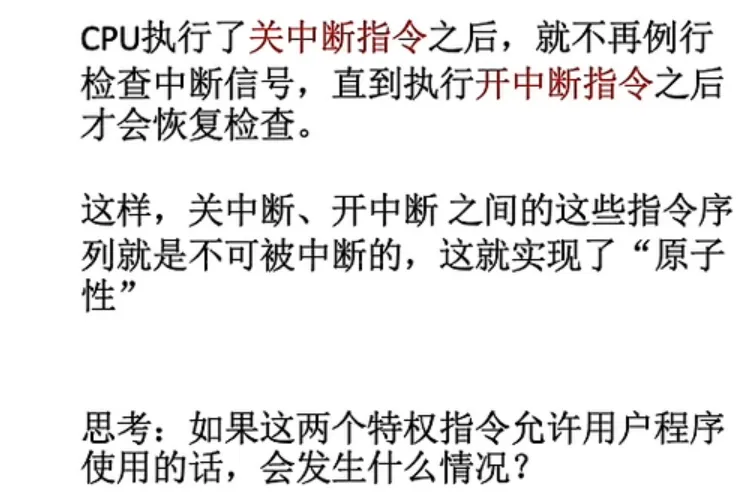 CPU执行了关中断指令之后，就不再例行
检查中断信号，直到执行开中断指令之后
才会恢复检查。
这样，关中断、开中断 之间的这些指令序
列就是不可被中断的，这就实现了“原子
性”
思考：如果这两个特权指令允许用户程序
使用的话，会发生什么情况？